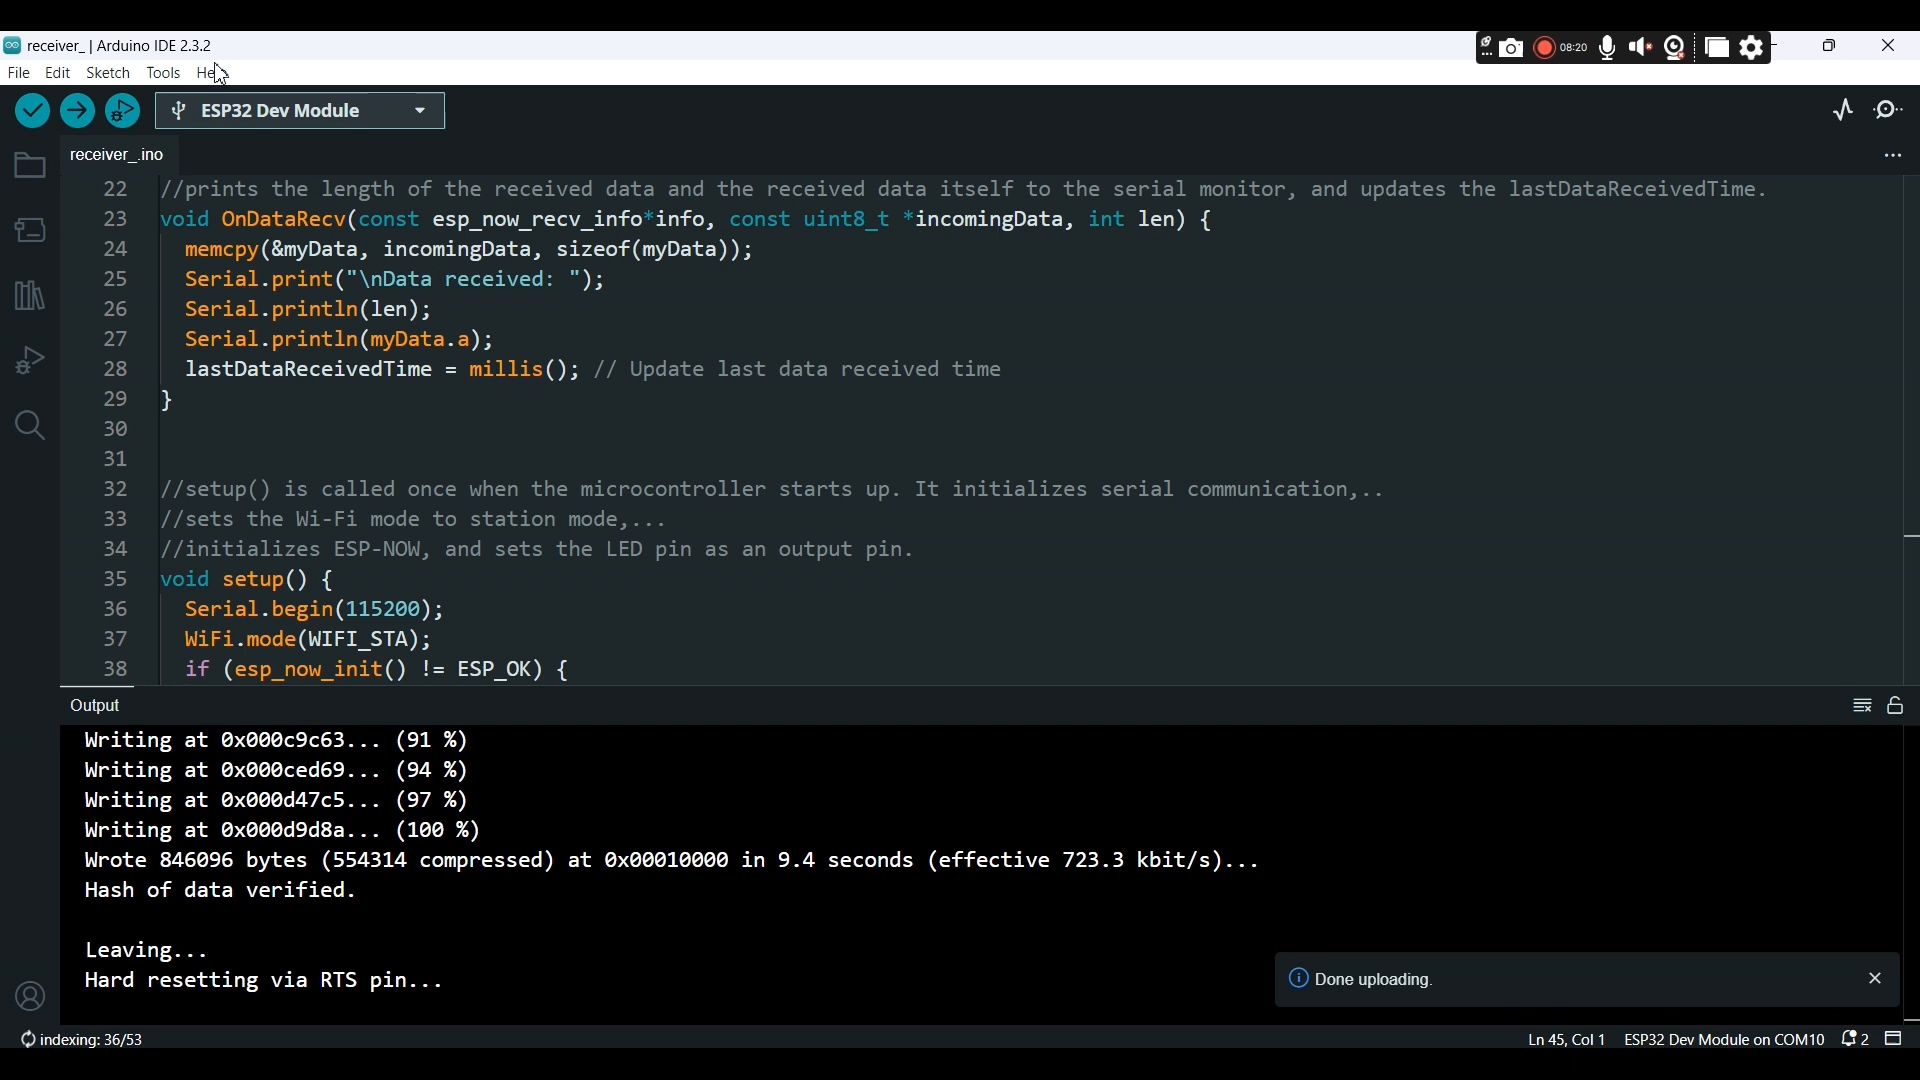 receiver_ | Arduino IDE 2.3.2
08:20
File Edit Sketch Tools
ESP32 Dev Module
receiver_.ino
22 //prints the length of the received data and the received data itself to the serial monitor, and updates the lastDataReceivedTime.
23 void OnDataRecv(const esp_now_recv_info*info, const uint8_t *incomingData, int len) {
24 memcpy(&myData, incomingData, sizeof(myData));
25 Serial.print("\nData received: ");
26 Serial.println(len);
27 Serial.println(myData.a);
28 lastDataReceivedTime = millis(); // Update last data received time
29 }
30
31
32 //setup() is called once when the microcontroller starts up. It initializes serial communication,..
33 //sets the Wi-Fi mode to station mode,...
34 //initializes ESP-NOW, and sets the LED pin as an output pin.
35 void setup() {
36 Serial.begin(115200);
37 WiFi.mode(WIFI_STA);
38 if (esp_now_init() != ESP_OK) {
Output
Writing at 0x000c9c63... (91 %)
Writing at 0x000ced69... (94 %)
Writing at 0x000d47c5... (97 %)
Writing at 0x000d9d8a... (100 %)
Wrote 846096 bytes (554314 compressed) at 0x00010000 in 9.4 seconds (effective 723.3 kbit/s)...
Hash of data verified.
Leaving...
Hard resetting via RTS pin...
Done uploading.
indexing: 36/53
Ln 45, Col 1 ESP32 Dev Module on COM10 2